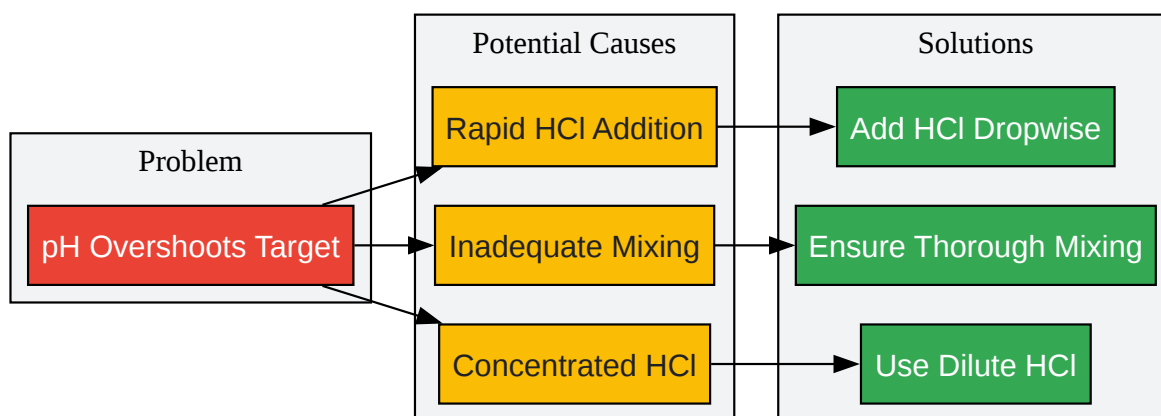 Problem
pH Overshoots Target
Potential Causes
Rapid HCl Addition
Inadequate Mixing
Concentrated HCl
Solutions
Add HCl Dropwise
Ensure Thorough Mixing
Use Dilute HCl